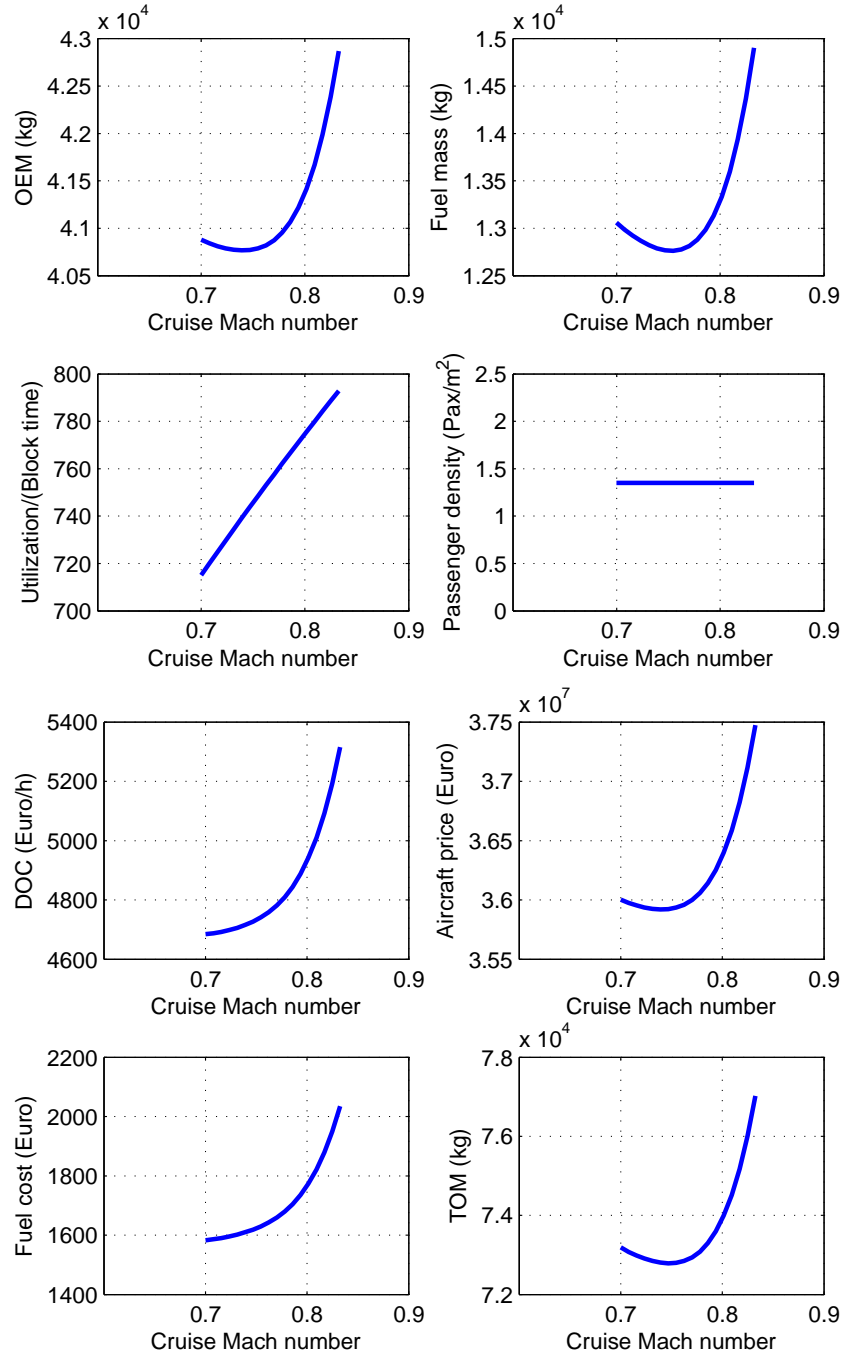 x 10^4
4.3
4.25
4.2
4.15
4.1
4.05
OEM (kg)
0.7 0.8 0.9
Cruise Mach number
x 10^4
1.5
1.45
1.4
1.35
1.3
1.25
Fuel mass (kg)
0.7 0.8 0.9
Cruise Mach number
800
780
760
740
720
700
Utilization/(Block time)
0.7 0.8 0.9
Cruise Mach number
2.5
2
1.5
1
0.5
0
Passenger density (Pax/m^2)
0.7 0.8 0.9
Cruise Mach number
5400
5200
5000
4800
4600
DOC (Euro/h)
0.7 0.8 0.9
Cruise Mach number
x 10^7
3.75
3.7
3.65
3.6
3.55
Aircraft price (Euro)
0.7 0.8 0.9
Cruise Mach number
2200
2000
1800
1600
1400
Fuel cost (Euro)
0.7 0.8 0.9
Cruise Mach number
x 10^4
7.8
7.6
7.4
7.2
TOM (kg)
0.7 0.8 0.9
Cruise Mach number